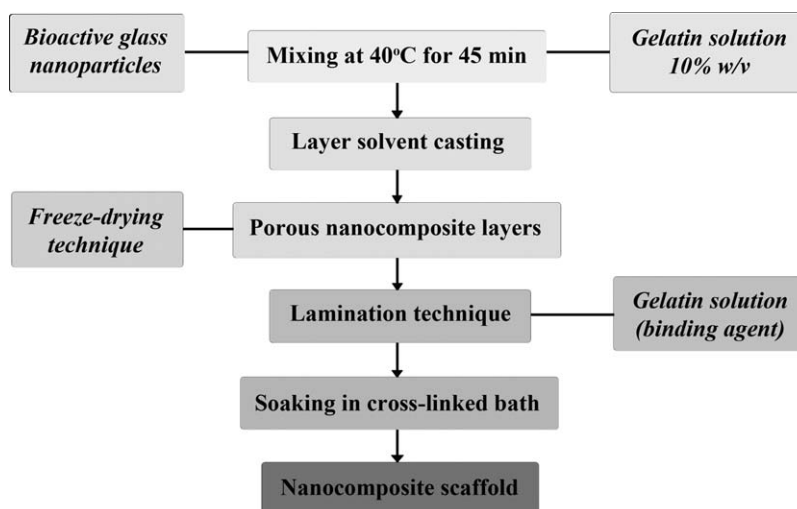 Bioactive glass
nanoparticles
Mixing at 40°C for 45 min
Gelatin solution
10% w/v
Layer solvent casting
Freeze-drying
technique
Porous nanocomposite layers
Lamination technique
Gelatin solution
(binding agent)
Soaking in cross-linked bath
Nanocomposite scaffold